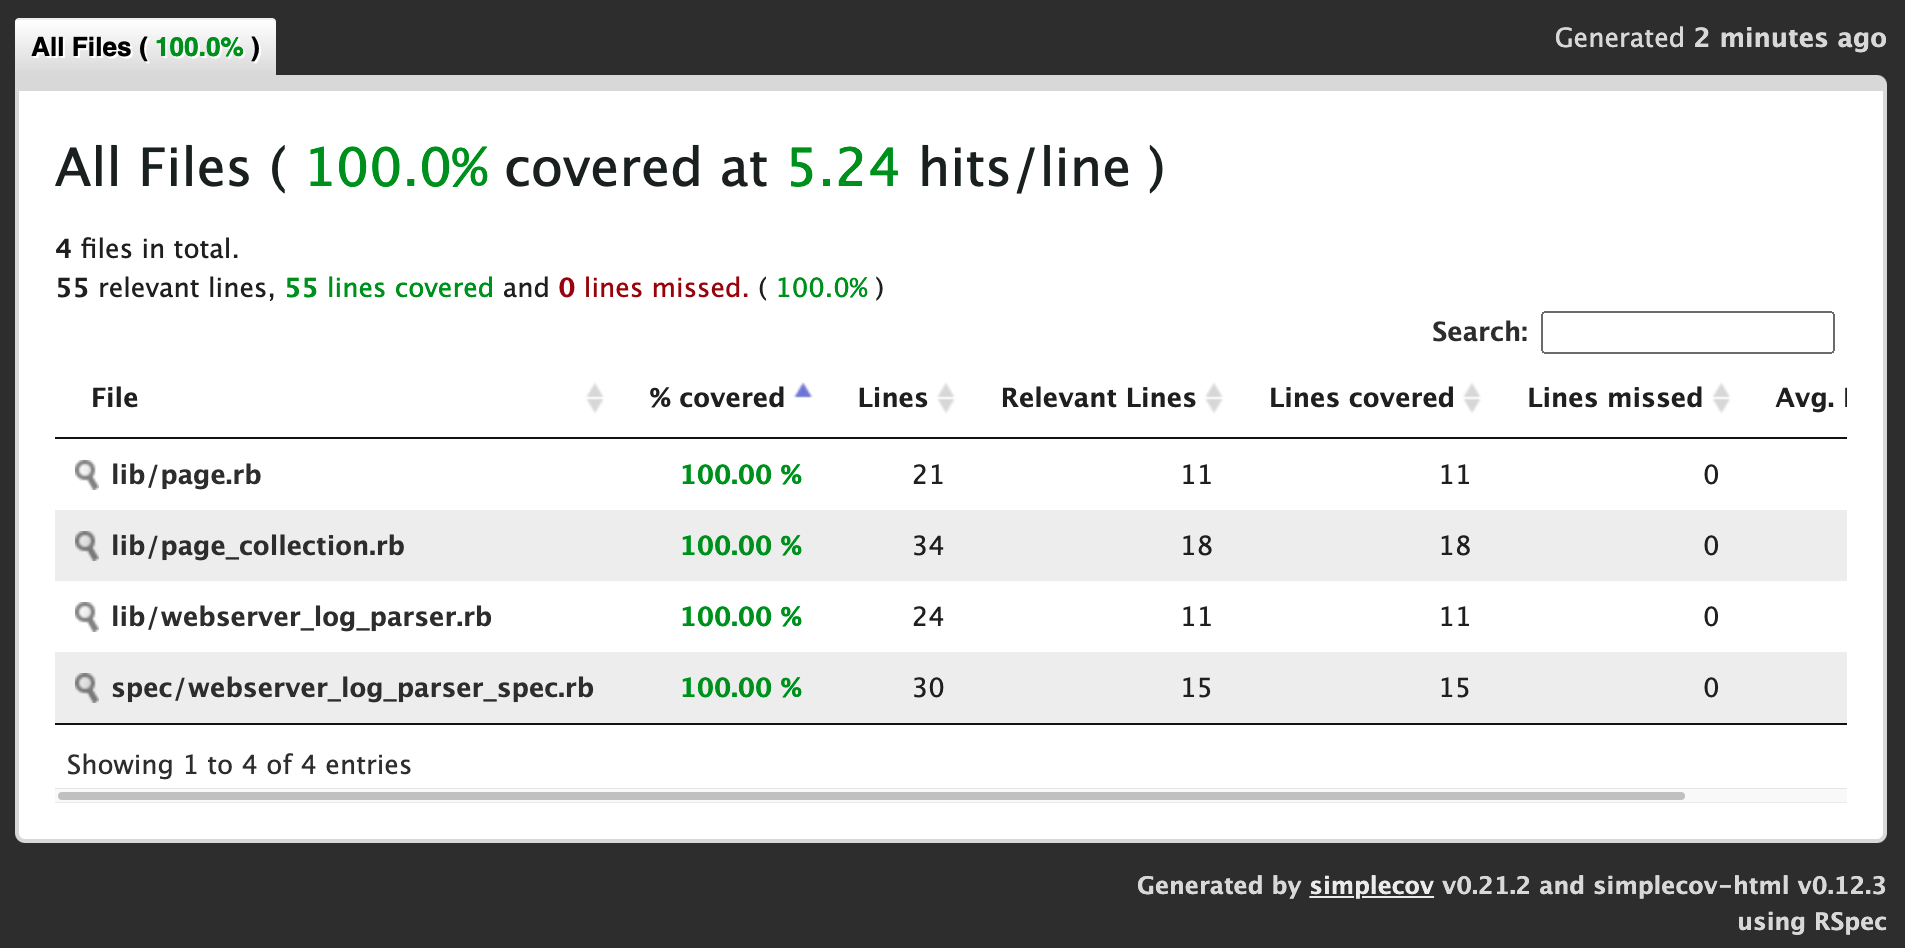 All Files ( 100.0% )
Generated 2 minutes ago
All Files ( 100.0% covered at 5.24 hits/line )
4 files in total.
55 relevant lines, 55 lines covered and 0 lines missed. ( 100.0% )
Search:
File % covered Lines Relevant Lines Lines covered Lines missed Avg.
lib/page.rb 100.00 % 21 11 11 0
lib/page_collection.rb 100.00 % 34 18 18 0
lib/webserver_log_parser.rb 100.00 % 24 11 11 0
spec/webserver_log_parser_spec.rb 100.00 % 30 15 15 0
Showing 1 to 4 of 4 entries
Generated by simplecov v0.21.2 and simplecov-html v0.12.3
using RSpec